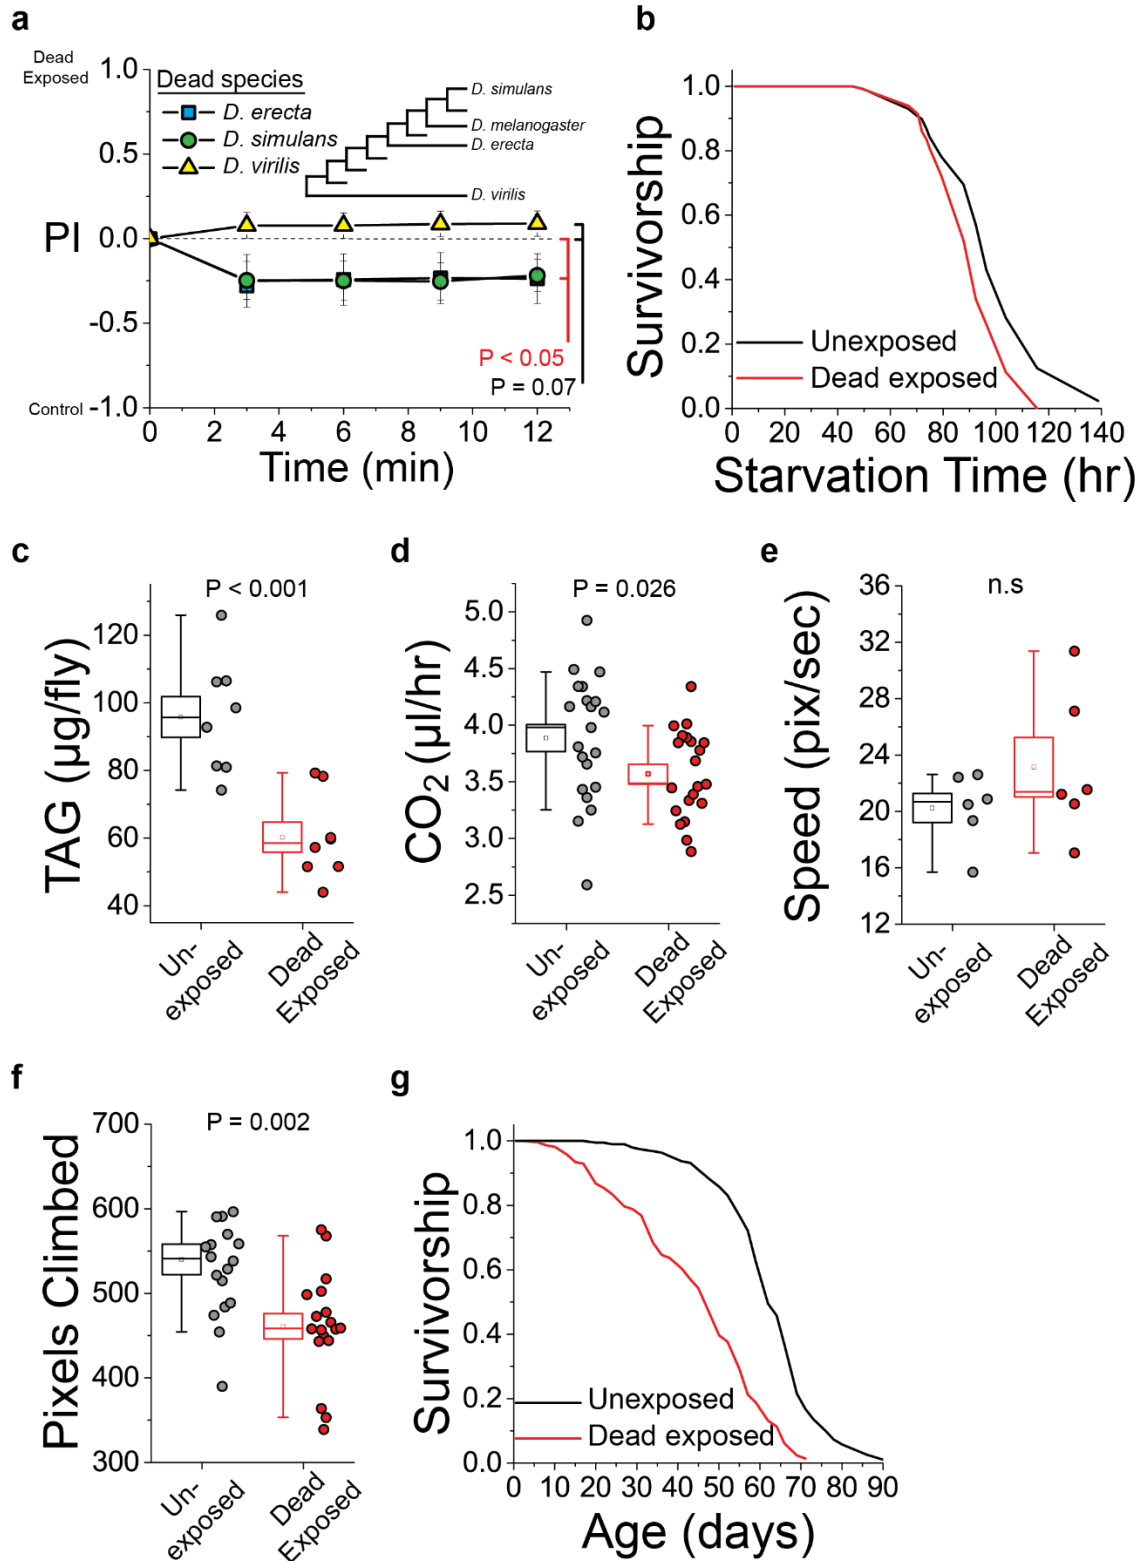 a
Dead
Exposed
1.0
0.5
0.0
-0.5
-1.0
Control
PI
Dead species
D. erecta
D. simulans
D. virilis
D. simulans
D. melanogaster
D. erecta
D. virilis
P < 0.05
P = 0.07
0 2 4 6 8 10 12
Time (min)
b
Survivorship
1.0
0.8
0.6
0.4
0.2
0.0
Unexposed
Dead exposed
0 20 40 60 80 100 120 140
Starvation Time (hr)
c
P < 0.001
TAG (µg/fly)
120
100
80
60
40
Un-
exposed
Dead
Exposed
d
P = 0.026
CO2 (µl/hr)
5.0
4.5
4.0
3.5
3.0
2.5
Un-
exposed
Dead
Exposed
e
n.s
Speed (pix/sec)
36
32
28
24
20
16
12
Un-
exposed
Dead
Exposed
f
P = 0.002
Pixels Climbed
700
600
500
400
300
Un-
exposed
Dead
Exposed
g
Survivorship
1.0
0.8
0.6
0.4
0.2
0.0
Unexposed
Dead exposed
0 10 20 30 40 50 60 70 80 90
Age (days)